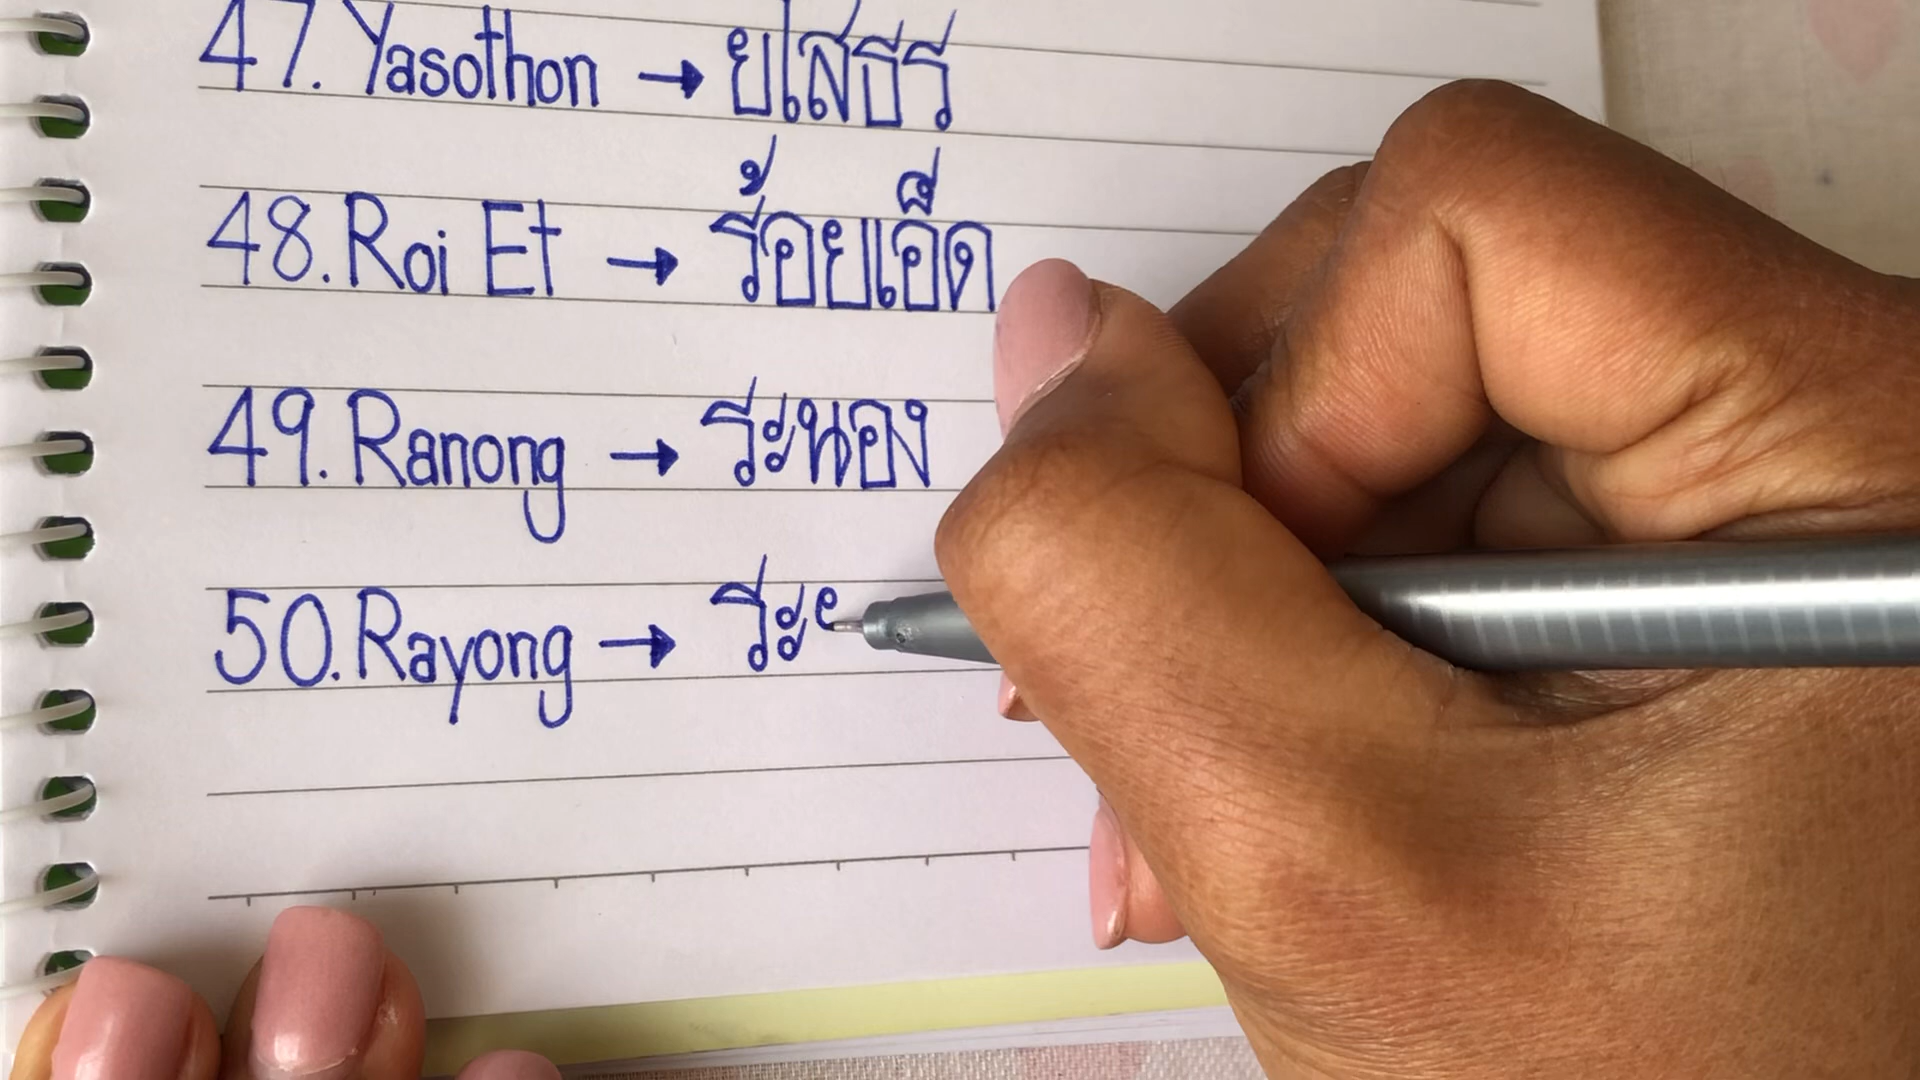 47. Yasothon → ยโสธร
48. Roi Et → ร้อยเอ็ด
49. Ranong → ระนอง
50. Rayong → ระ